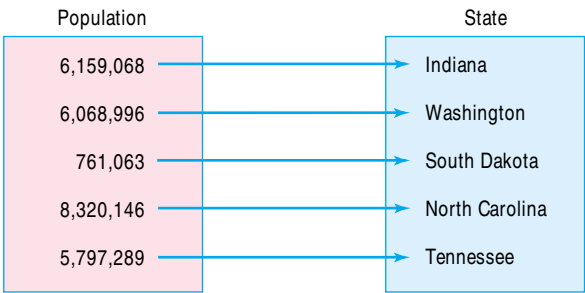 Population State
6,159,068 Indiana
6,068,996 Washington
761,063 South Dakota
8,320,146 North Carolina
5,797,289 Tennessee